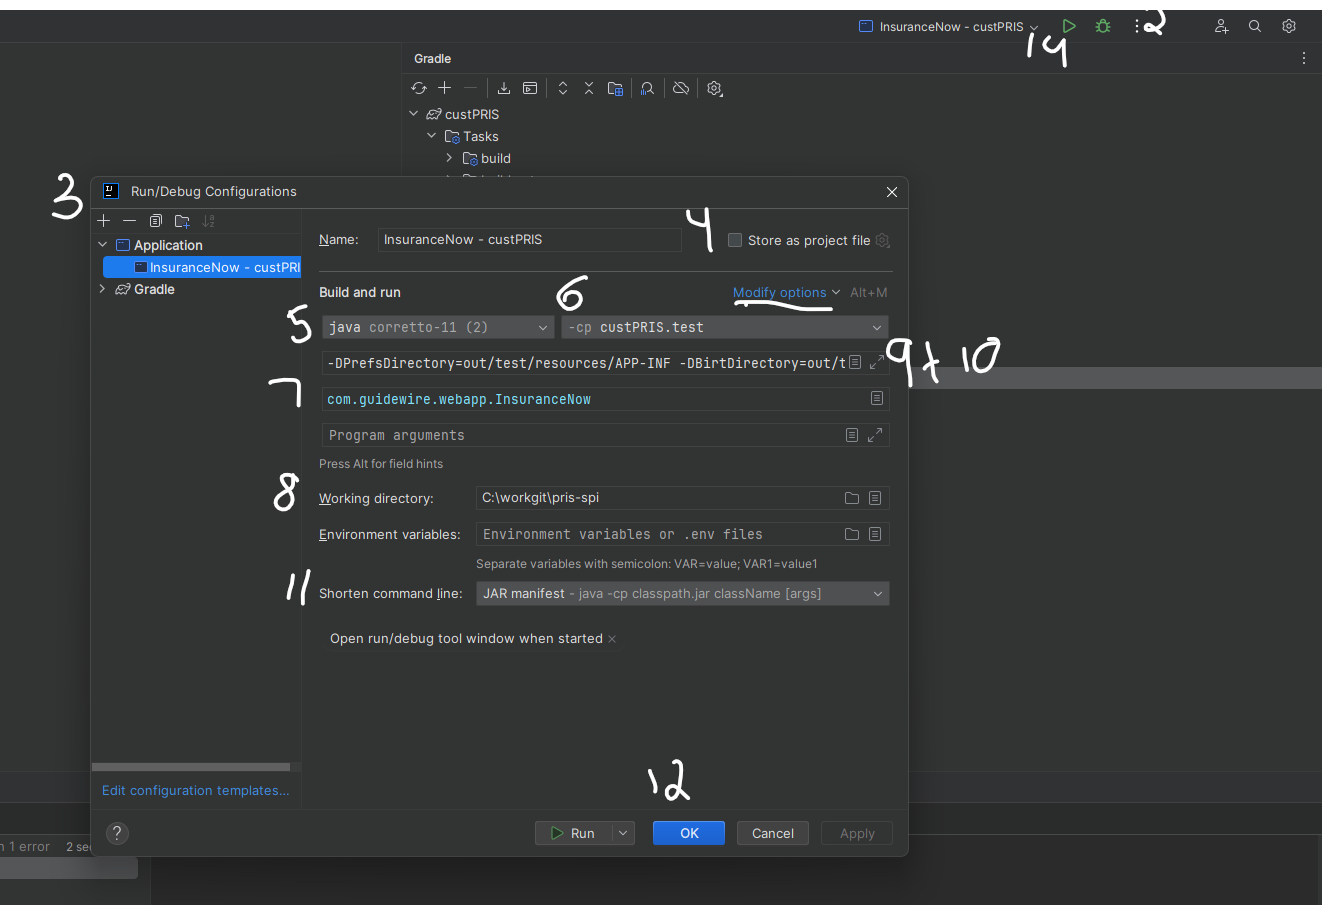 InsuranceNow - custPRIS
2
14
Gradle
custPRIS
Tasks
build
3
Run/Debug Configurations
Application
InsuranceNow - custPRI
Gradle
Name: InsuranceNow - custPRIS
4
Store as project file
Build and run
6
Modify options Alt+M
5
java corretto-11 (2)
-cp custPRIS.test
-DPrefsDirectory=out/test/resources/APP-INF -DBirtDirectory=out/t
9+10
7
com.guidewire.webapp.InsuranceNow
Program arguments
Press Alt for field hints
8
Working directory: C:\workgit\pris-spi
Environment variables: Environment variables or .env files
Separate variables with semicolon: VAR=value; VAR1=value1
11
Shorten command line: JAR manifest - java -cp classpath.jar className [args]
Open run/debug tool window when started
12
Edit configuration templates...
? Run OK Cancel Apply
1 error 2 sec